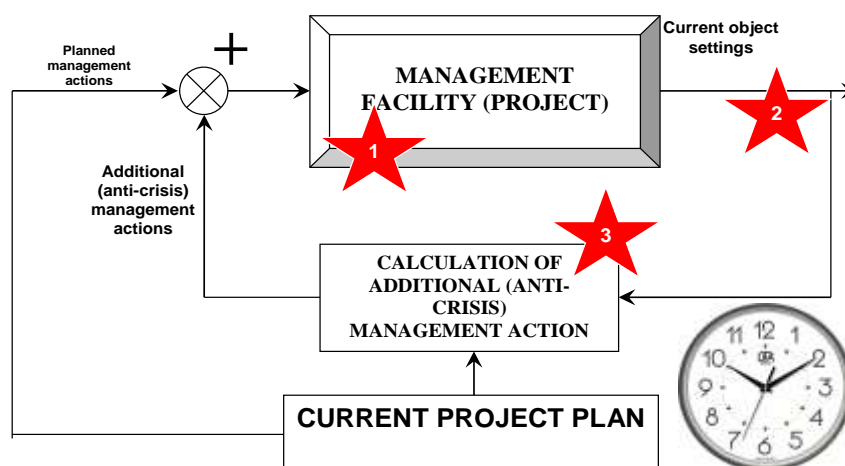 Planned
management
actions
+
Current object
settings
MANAGEMENT
FACILITY (PROJECT)
1
2
Additional
(anti-crisis)
management
actions
3
CALCULATION OF
ADDITIONAL (ANTI-
CRISIS)
MANAGEMENT ACTION
CURRENT PROJECT PLAN
11 12 1
10 2
9 3
8 4
7 6 5